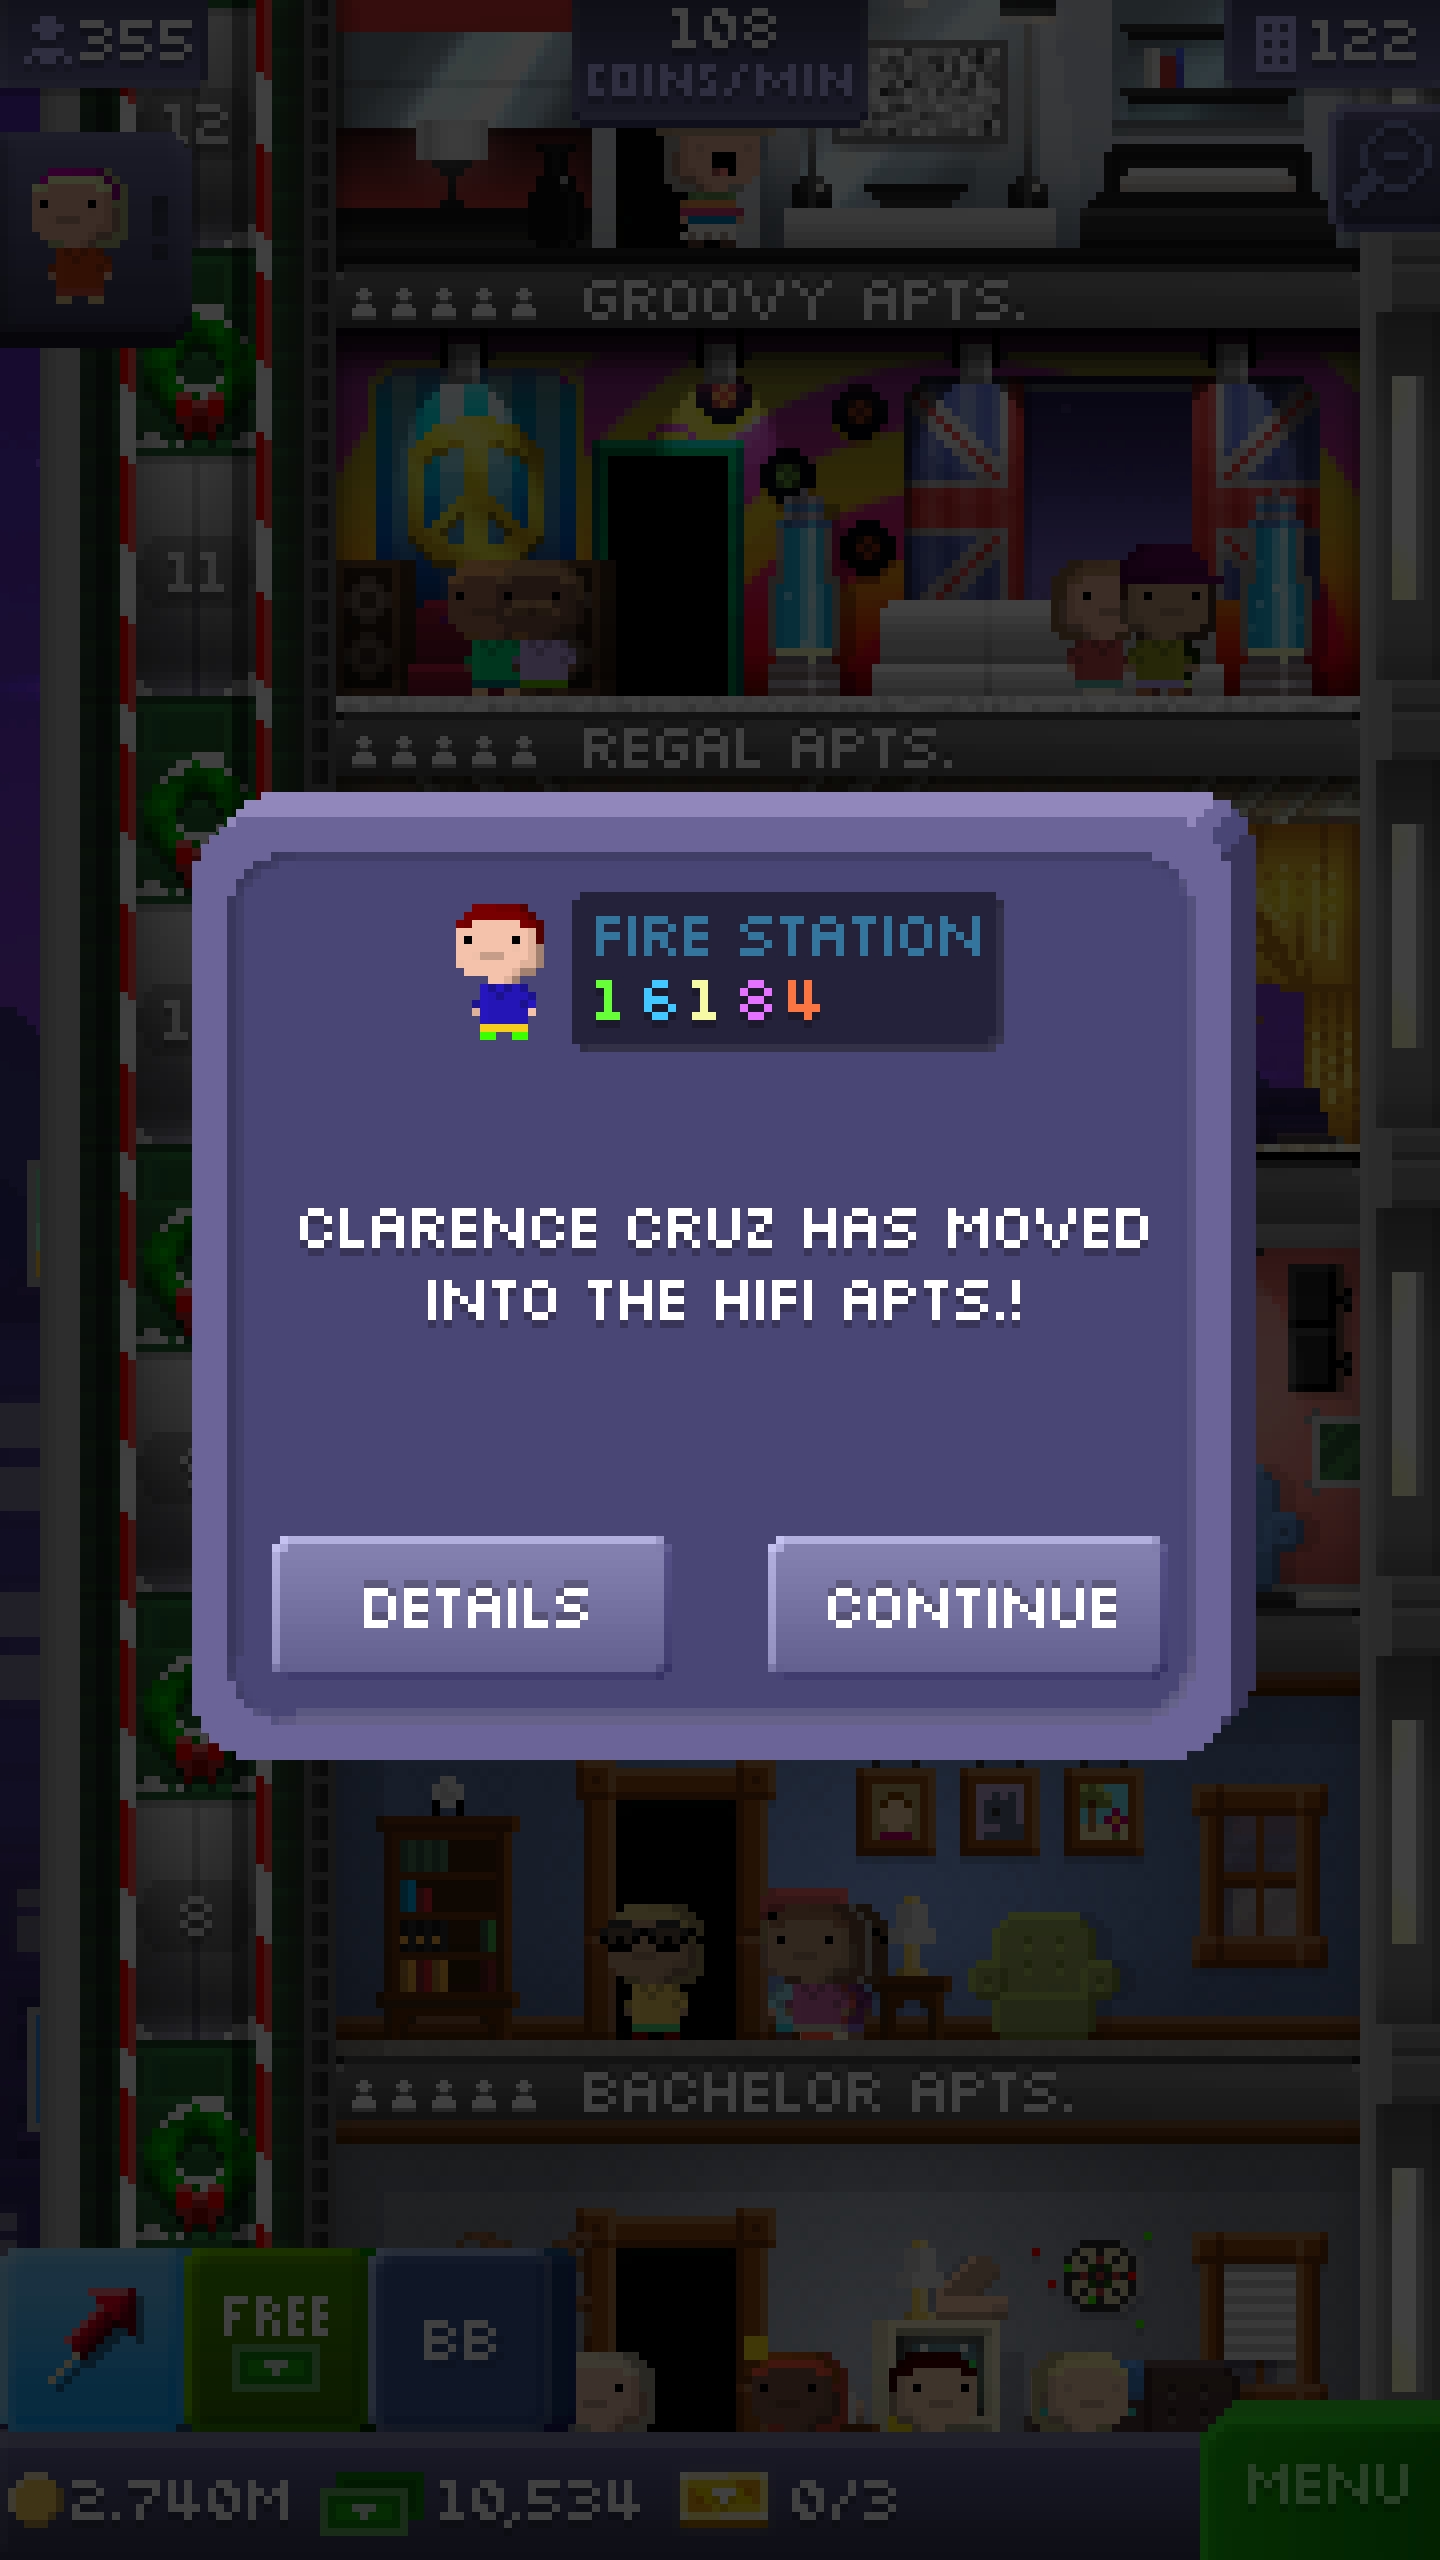 355
108
COINS/MIN
122
12
GROOVY APTS.
11
REGAL APTS.
FIRE STATION
1 6 1 8 4
CLARENCE CRUZ HAS MOVED
INTO THE HIFI APTS.!
DETAILS
CONTINUE
8
BACHELOR APTS.
FREE
BB
2.740M
10,534
0/3
MENU